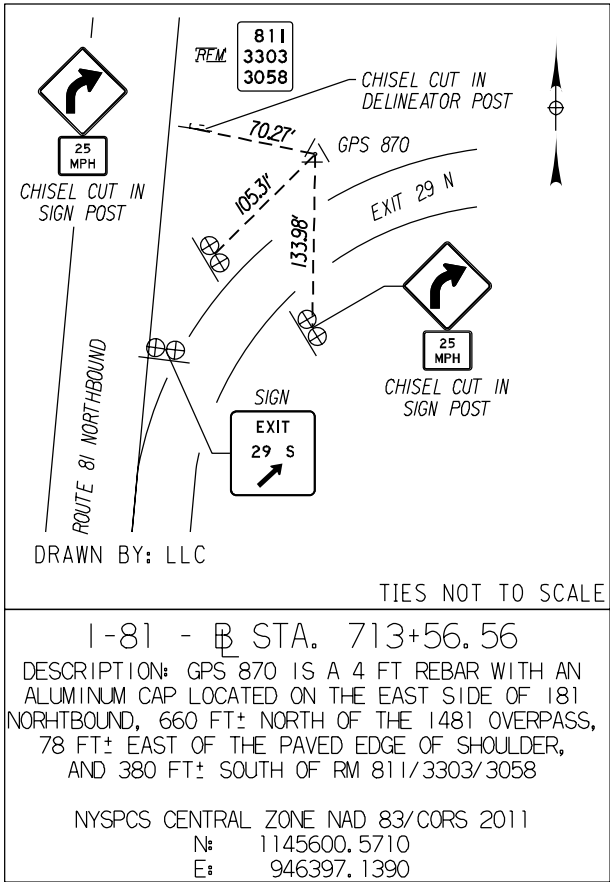 811
3303
3058
RFM
CHISEL CUT IN
DELINEATOR POST
25
MPH
CHISEL CUT IN
SIGN POST
70.27'
GPS 870
105.31'
133.98'
EXIT 29 N
25
MPH
CHISEL CUT IN
SIGN POST
ROUTE 81 NORTHBOUND
SIGN
EXIT
29 S
DRAWN BY: LLC
TIES NOT TO SCALE
I-81 - BL STA. 713+56.56
DESCRIPTION: GPS 870 IS A 4 FT REBAR WITH AN
ALUMINUM CAP LOCATED ON THE EAST SIDE OF I81
NORHTBOUND, 660 FT± NORTH OF THE I481 OVERPASS,
78 FT± EAST OF THE PAVED EDGE OF SHOULDER,
AND 380 FT± SOUTH OF RM 811/3303/3058
NYSPCS CENTRAL ZONE NAD 83/CORS 2011
N: 1145600.5710
E: 946397.1390